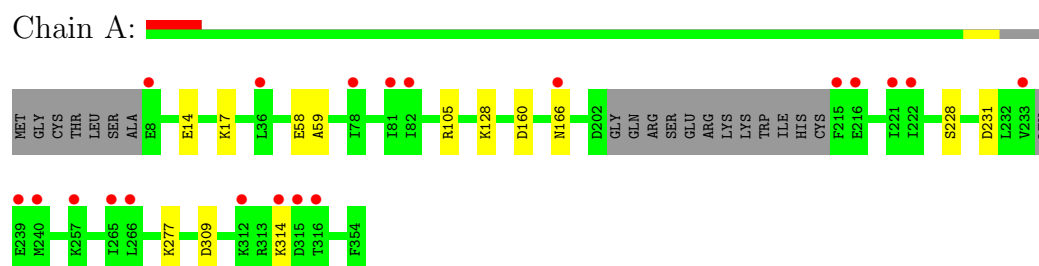 Chain A:
MET GLY CYS THR LEU SER ALA E8 E14 K17 L36 E58 A59 I78 I81 I82 R105 K128 D160 N166 D202 GLY GLN ARG SER GLU ARG LYS LYS TRP ILE HIS CYS F215 E216 I221 I222 S228 D231 L232 V233
E239 M240 K257 I265 L266 K277 D309 K312 R313 K314 D315 T316 F354